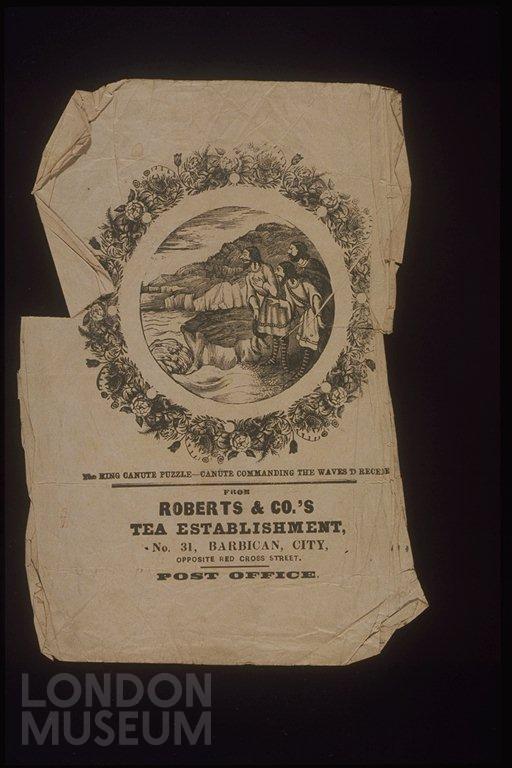 The KING CANUTE PUZZLE—CANUTE COMMANDING THE WAVES TO RECEDE
FROM
ROBERTS & CO.'S
TEA ESTABLISHMENT,
No. 31, BARBICAN, CITY,
OPPOSITE RED CROSS STREET.
POST OFFICE.
LONDON
MUSEUM